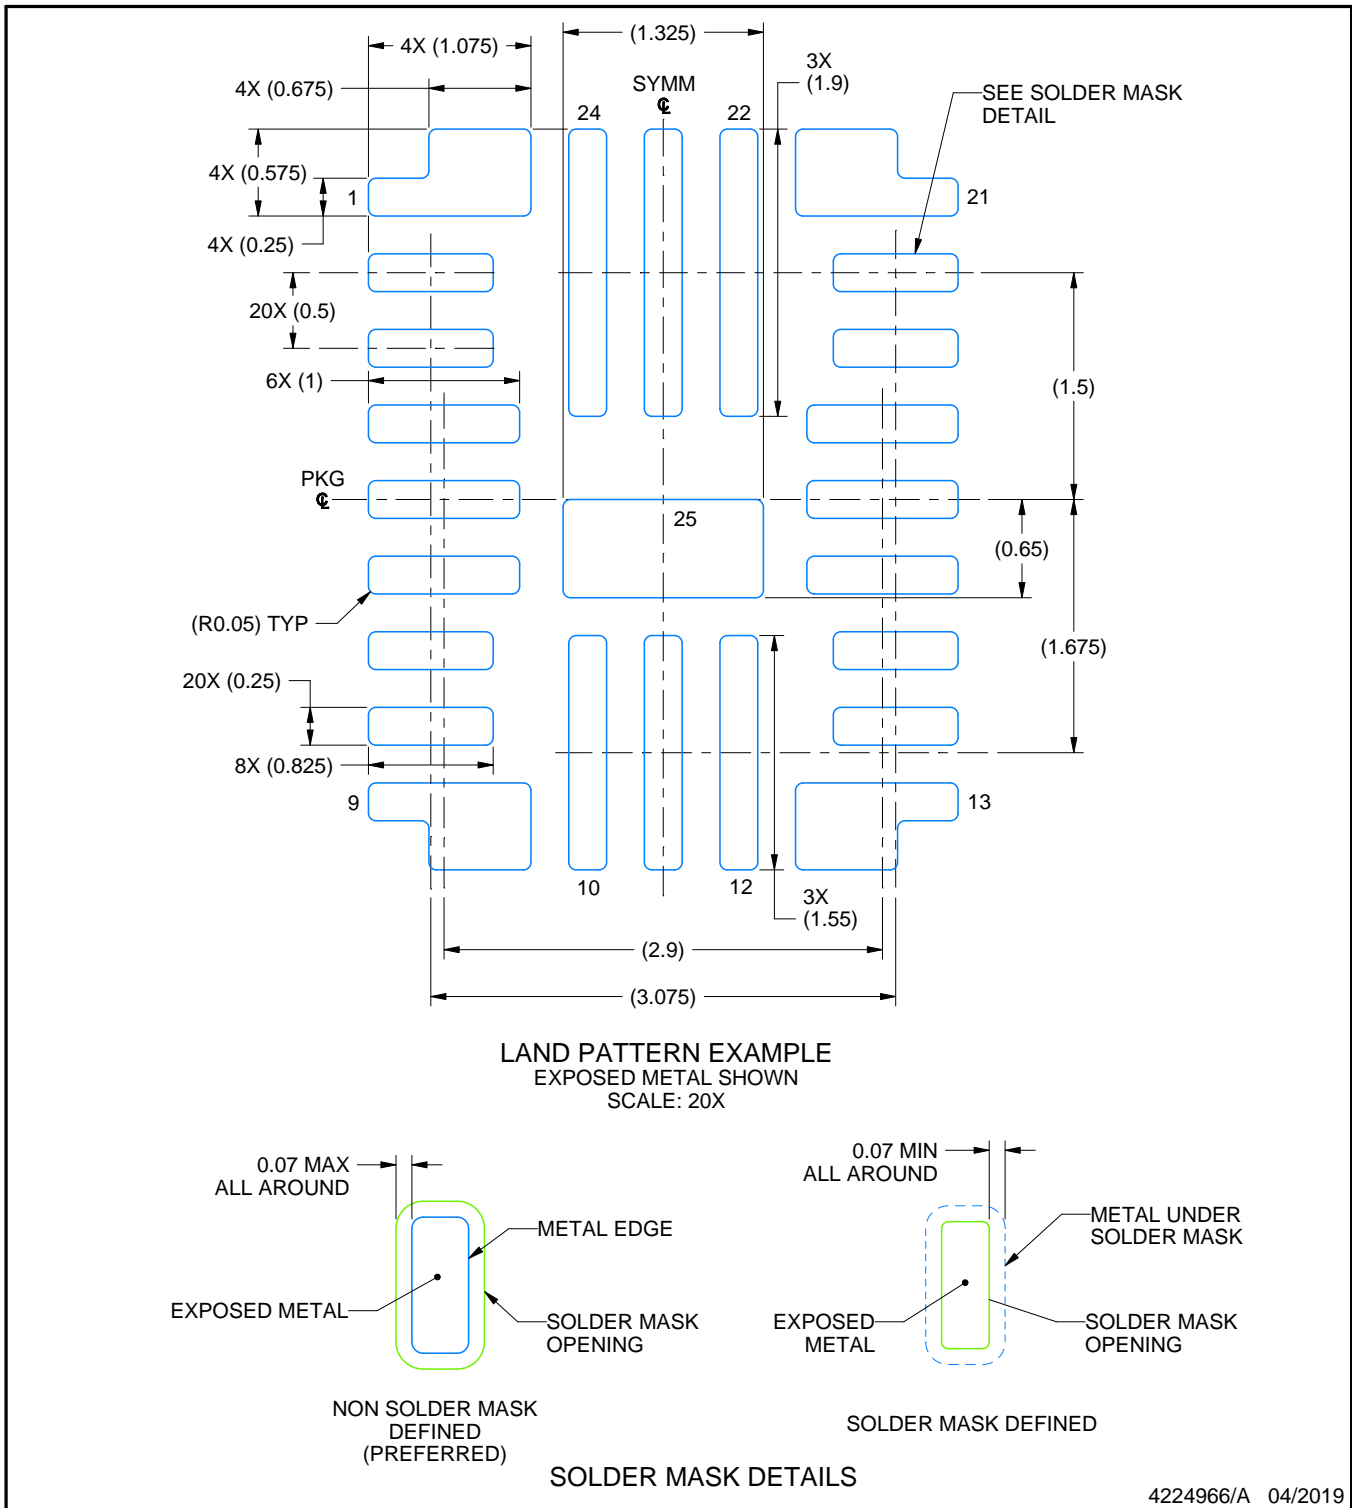 (1.325)
4X (1.075)
3X
(1.9)
SYMM
℄
4X (0.675)
SEE SOLDER MASK
DETAIL
24
22
4X (0.575)
1
21
4X (0.25)
20X (0.5)
6X (1)
(1.5)
PKG
℄
25
(0.65)
(R0.05) TYP
(1.675)
20X (0.25)
8X (0.825)
9
13
10
12
3X
(1.55)
(2.9)
(3.075)
LAND PATTERN EXAMPLE
EXPOSED METAL SHOWN
SCALE: 20X
0.07 MAX
ALL AROUND
METAL EDGE
EXPOSED METAL
SOLDER MASK
OPENING
NON SOLDER MASK
DEFINED
(PREFERRED)
0.07 MIN
ALL AROUND
METAL UNDER
SOLDER MASK
EXPOSED
METAL
SOLDER MASK
OPENING
SOLDER MASK DEFINED
SOLDER MASK DETAILS
4224966/A 04/2019